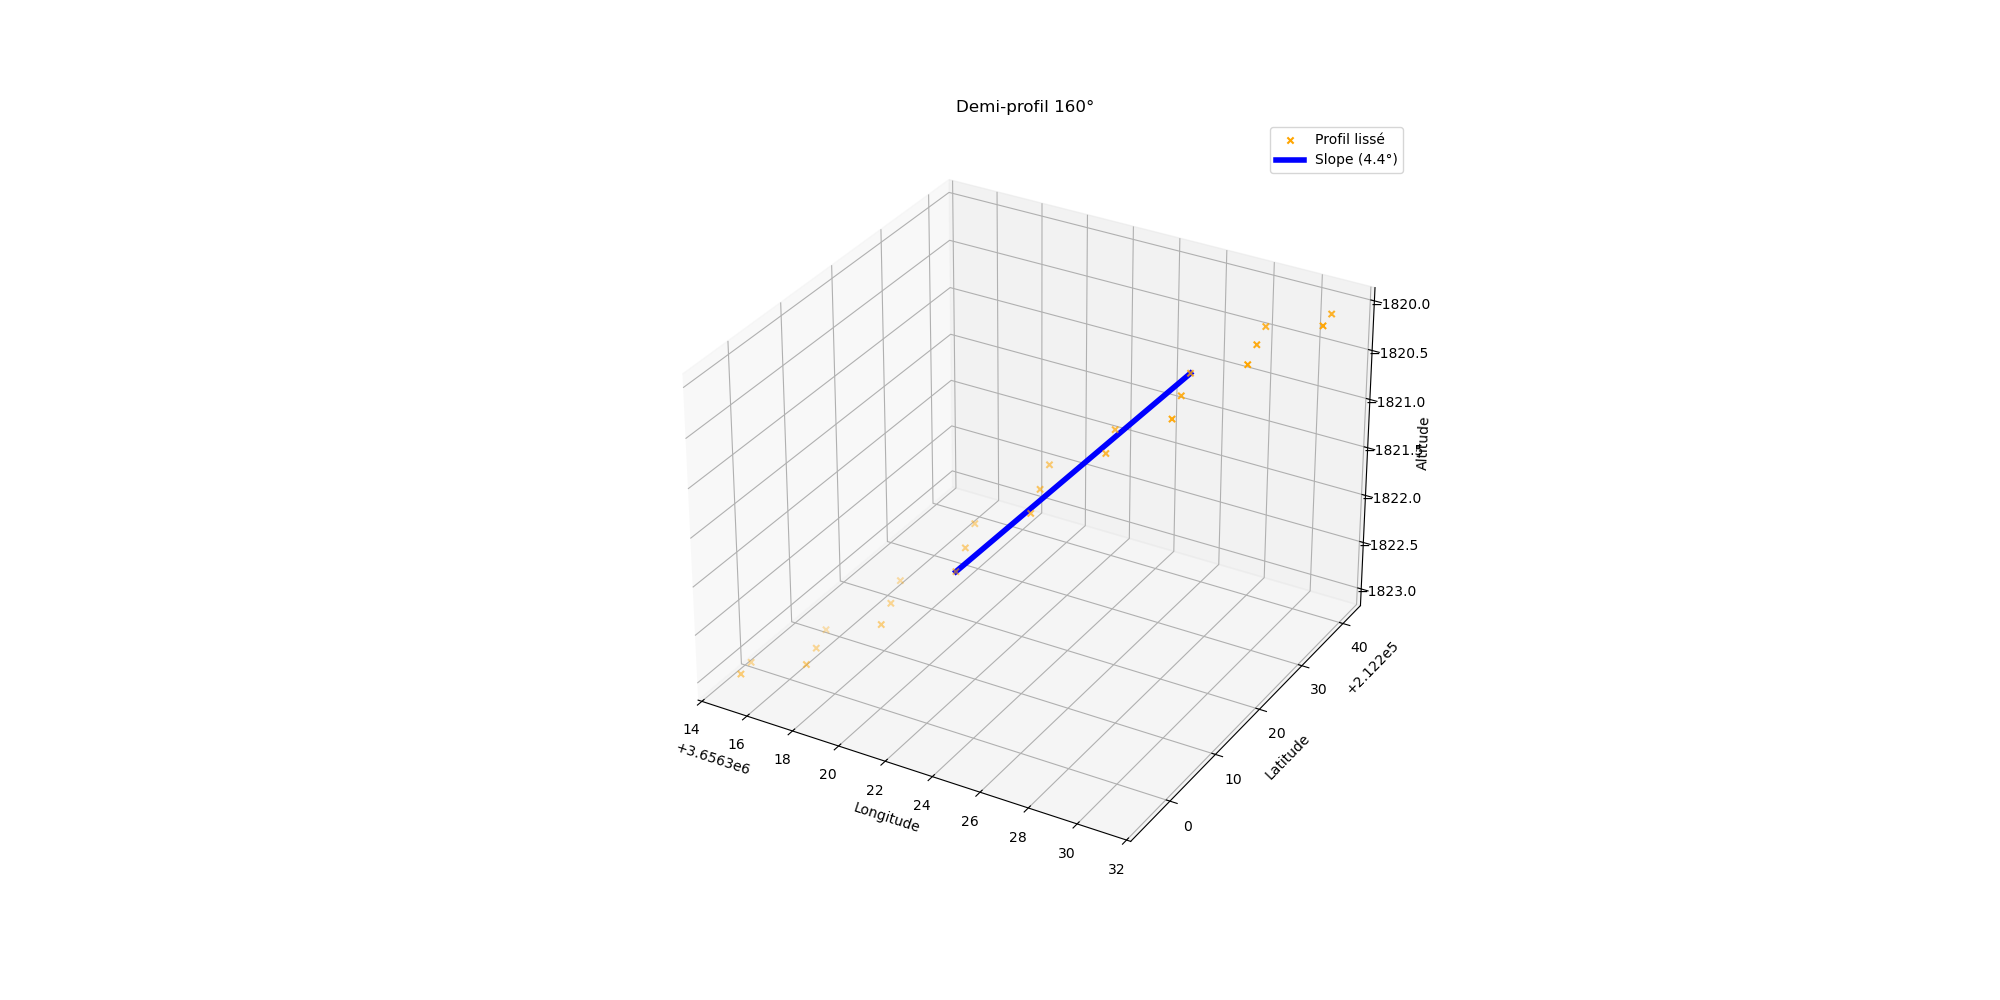 Demi-profil 160°
Profil lissé
Slope (4.4°)
−1820.0
−1820.5
−1821.0
−1821.5
−1822.0
−1822.5
−1823.0
Altitude
40
30
20
10
0
+2.122e5
Latitude
14
16
18
20
22
24
26
28
30
32
+3.6563e6
Longitude